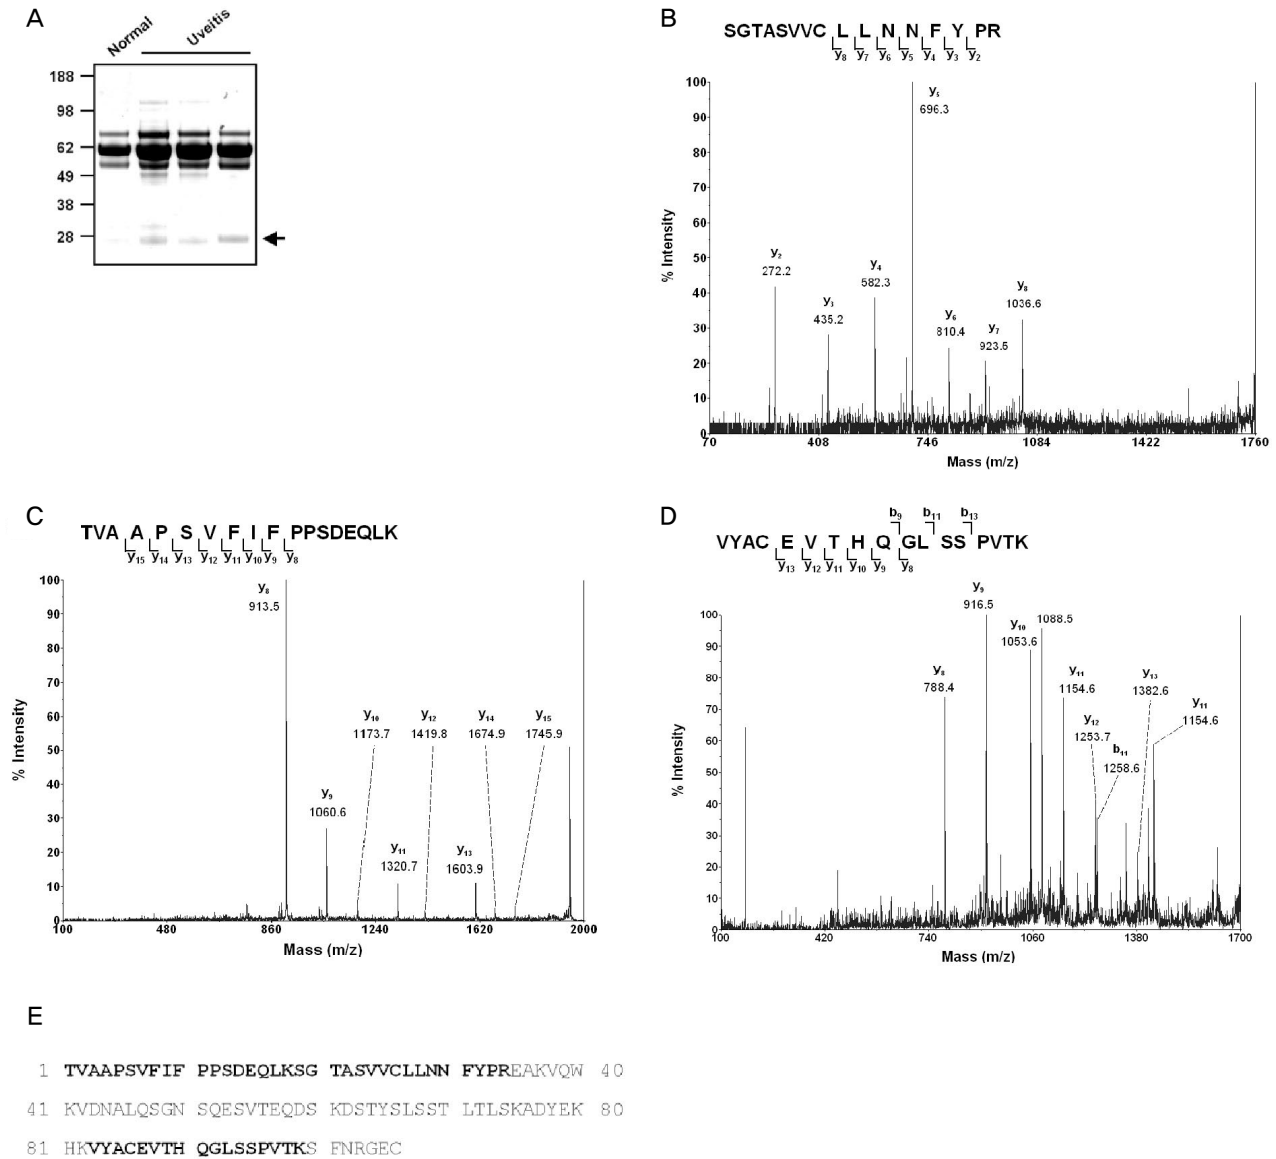 A
Normal
Uveitis
188
98
62
49
38
28
B
SGTASVVC L L N N F Y PR
y8 y7 y6 y5 y4 y3 y2
100
90
80
70
60
50
40
30
20
10
0
% Intensity
y2
272.2
y3
435.2
y4
582.3
y5
696.3
y6
810.4
y7
923.5
y8
1036.6
70 408 746 1084 1422 1760
Mass (m/z)
C
TVA A P S V F I F PPSDEQLK
y15 y14 y13 y12 y11 y10 y9 y8
100
90
80
70
60
50
40
30
20
10
0
% Intensity
y8
913.5
y9
1060.6
y10
1173.7
y11
1320.7
y12
1419.8
y13
1603.9
y14
1674.9
y15
1745.9
100 480 860 1240 1620 2000
Mass (m/z)
D
b9 b11 b13
VYAC E V T H Q GL SS PVTK
y13 y12 y11 y10 y9 y8
100
90
80
70
60
50
40
30
20
10
0
% Intensity
y8
788.4
y9
916.5
y10
1053.6
1088.5
y11
1154.6
y12
1253.7
b11
1258.6
y13
1382.6
y11
1154.6
100 420 740 1060 1380 1700
Mass (m/z)
E
1 TVAAPSVFIF PPSDEQLKSG TASVVCLLNN FYPREAKVQW 40
41 KVDNALQSGN SQESVTEQDS KDSTYSLSST LTLSKADYEK 80
81 HKVYACEVTH QGLSSPVTKS FNRGEC